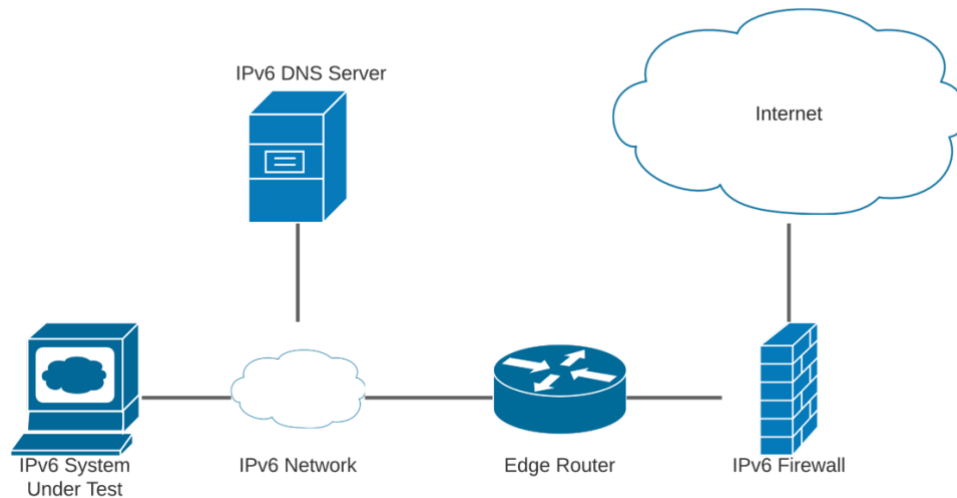 IPv6 DNS Server
Internet
IPv6 System
Under Test
IPv6 Network
Edge Router
IPv6 Firewall